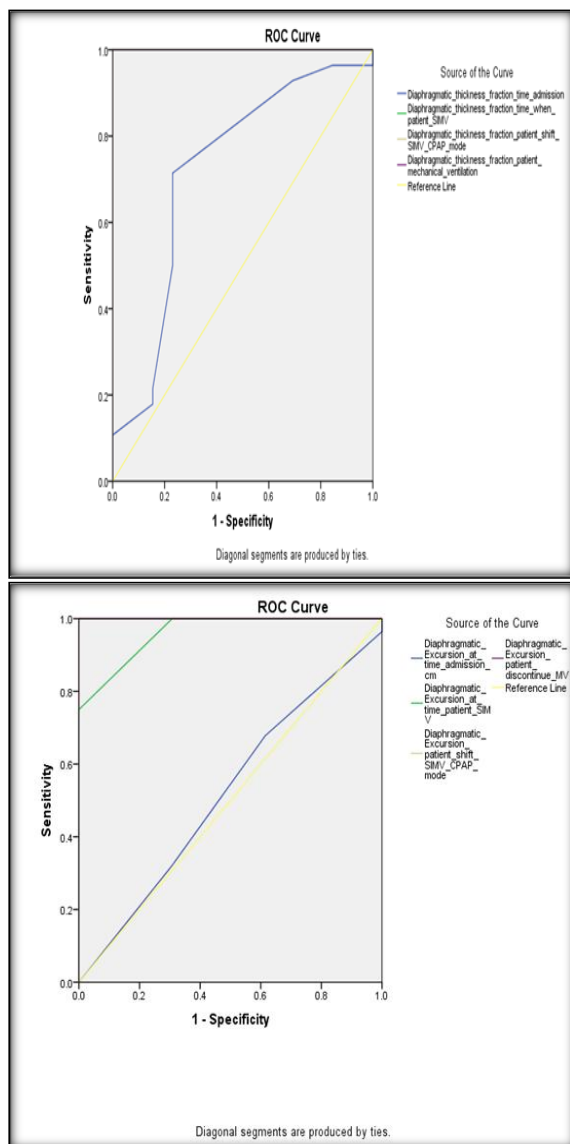 ROC Curve
Source of the Curve
Diaphragmatic_thickness_fraction_time_admission
Diaphragmatic_thickness_fraction_time_when_
patient_SIMV
Diaphragmatic_thickness_fraction_patient_shift_
SIMV_CPAP_mode
Diaphragmatic_thickness_fraction_patient_
mechanical_ventilation
Reference Line
Sensitivity
1.0
0.8
0.6
0.4
0.2
0.0
0.0 0.2 0.4 0.6 0.8 1.0
1 - Specificity
Diagonal segments are produced by ties.
ROC Curve
Source of the Curve
Diaphragmatic_
Excursion_at_
time_admission_
cm
Diaphragmatic_
Excursion_at_
time_patient_SIM
V
Diaphragmatic_
Excursion_
patient_shift_
SIMV_CPAP_
mode
Diaphragmatic_
Excursion_
patient_
discontinue_MV
Reference Line
Sensitivity
1.0
0.8
0.6
0.4
0.2
0.0
0.0 0.2 0.4 0.6 0.8 1.0
1 - Specificity
Diagonal segments are produced by ties.